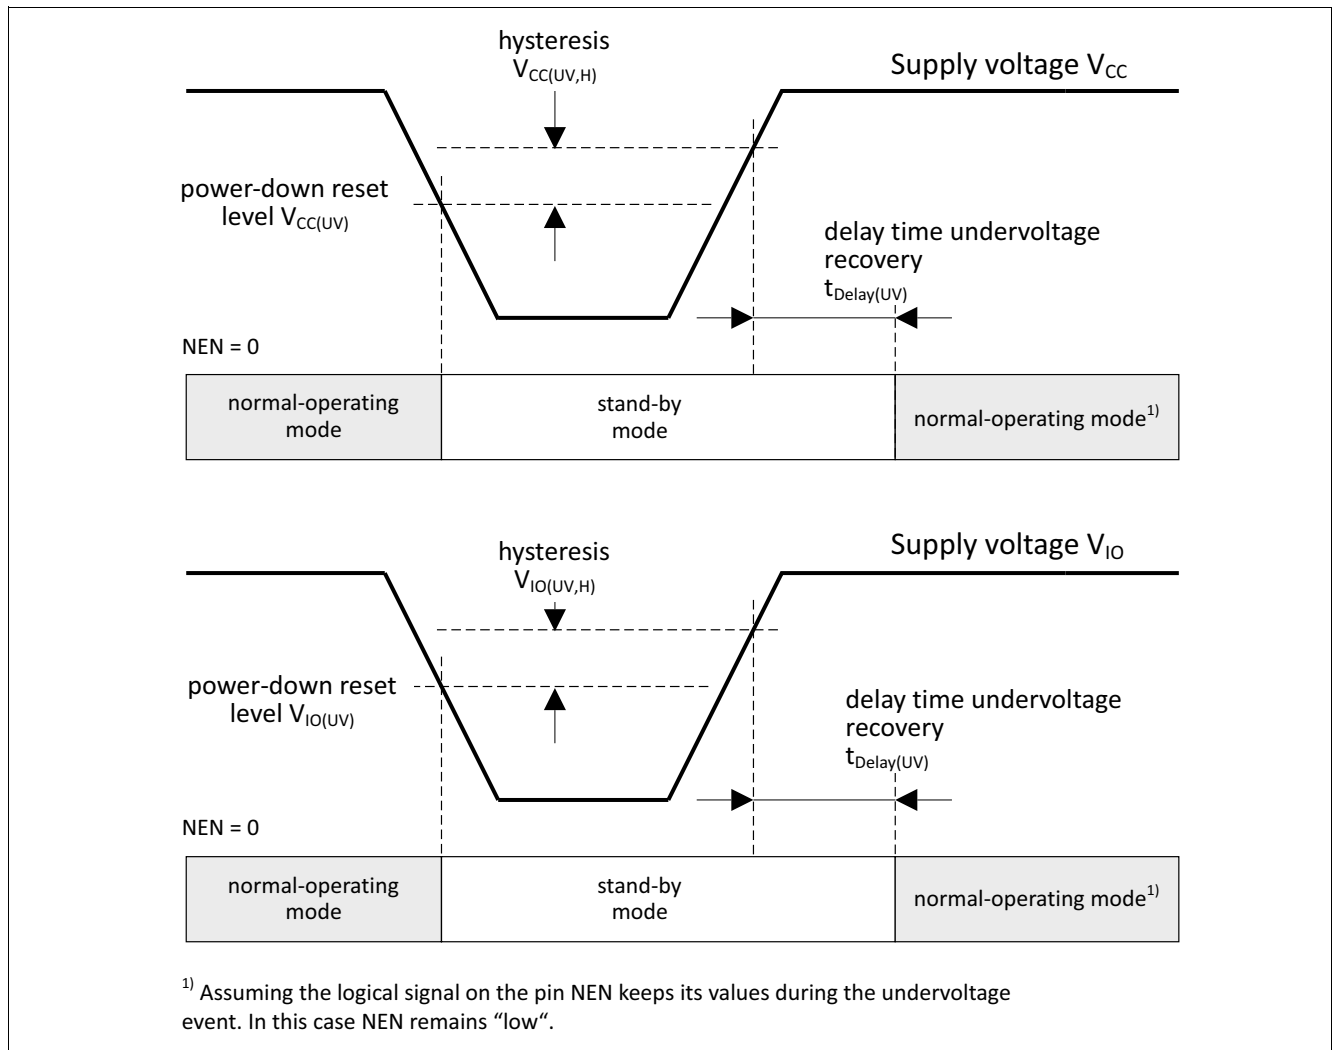 hysteresis
VCC(UV,H)
Supply voltage VCC
power-down reset
level VCC(UV)
delay time undervoltage
recovery
tDelay(UV)
NEN = 0
normal-operating
mode
stand-by
mode
normal-operating mode1)
hysteresis
VIO(UV,H)
Supply voltage VIO
power-down reset
level VIO(UV)
delay time undervoltage
recovery
tDelay(UV)
NEN = 0
normal-operating
mode
stand-by
mode
normal-operating mode1)
1) Assuming the logical signal on the pin NEN keeps its values during the undervoltage
event. In this case NEN remains “low“.